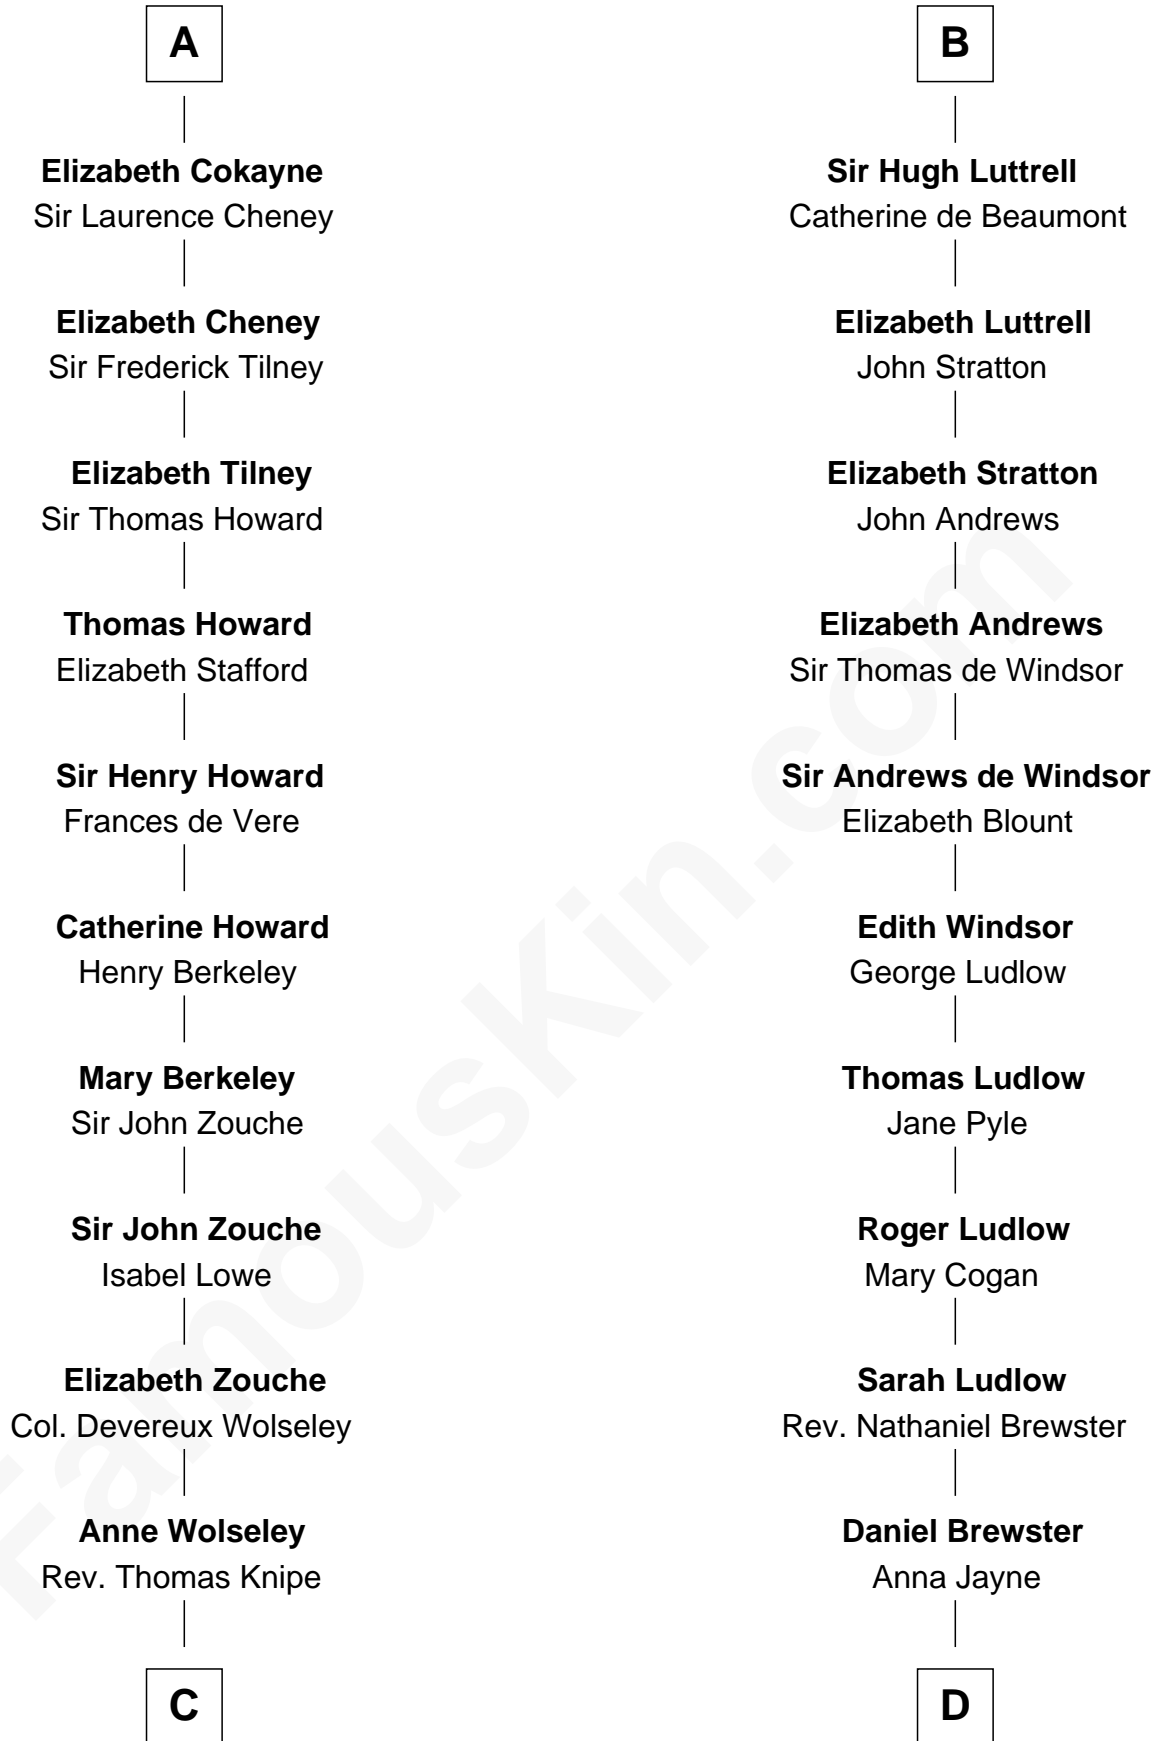 A
Elizabeth Cokayne
Sir Laurence Cheney
Elizabeth Cheney
Sir Frederick Tilney
Elizabeth Tilney
Sir Thomas Howard
Thomas Howard
Elizabeth Stafford
Sir Henry Howard
Frances de Vere
Catherine Howard
Henry Berkeley
Mary Berkeley
Sir John Zouche
Sir John Zouche
Isabel Lowe
Elizabeth Zouche
Col. Devereux Wolseley
Anne Wolseley
Rev. Thomas Knipe
C
B
Sir Hugh Luttrell
Catherine de Beaumont
Elizabeth Luttrell
John Stratton
Elizabeth Stratton
John Andrews
Elizabeth Andrews
Sir Thomas de Windsor
Sir Andrews de Windsor
Elizabeth Blount
Edith Windsor
George Ludlow
Thomas Ludlow
Jane Pyle
Roger Ludlow
Mary Cogan
Sarah Ludlow
Rev. Nathaniel Brewster
Daniel Brewster
Anna Jayne
D
FamousKin.com